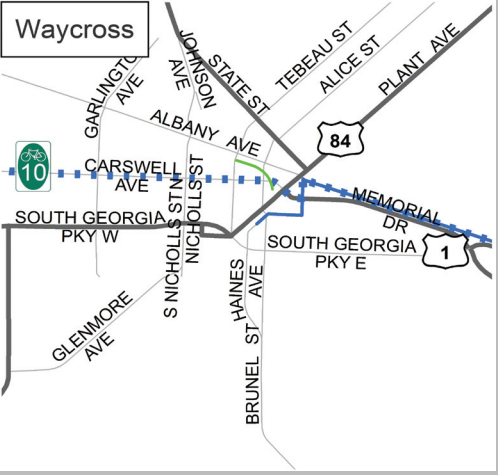 Waycross
GARLINGTON
AVE
JOHNSON
AVE
STATE ST
TEBEAU ST
ALICE ST
PLANT AVE
ALBANY AVE
84
10
CARSWELL
AVE
N NICHOLLS ST
S NICHOLLS ST
MEMORIAL
DR
SOUTH GEORGIA
PKY W
SOUTH GEORGIA
PKY E
1
HAINES
AVE
GLENMORE
AVE
BRUNEL ST